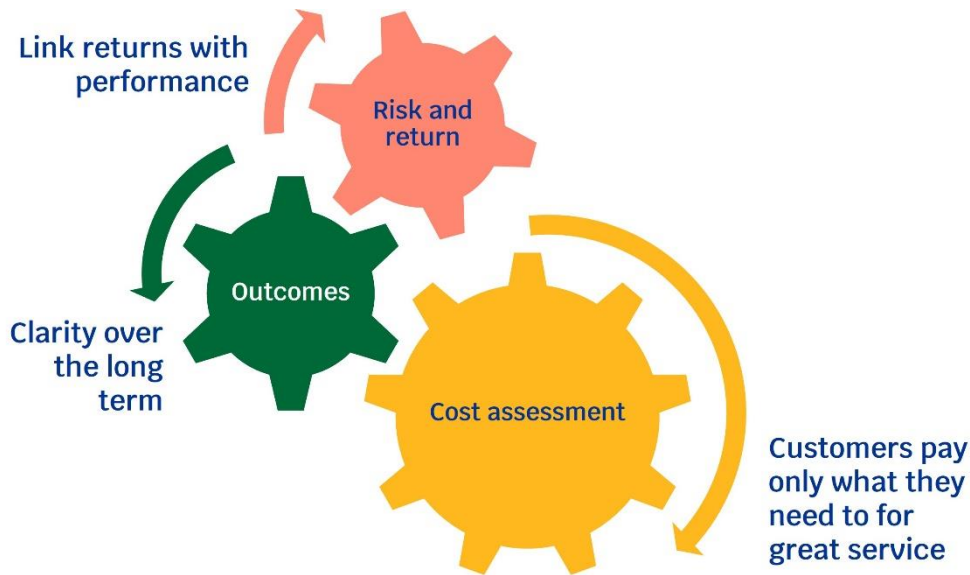 Link returns with
performance
Risk and
return
Outcomes
Clarity over
the long
term
Cost assessment
Customers pay
only what they
need to for
great service